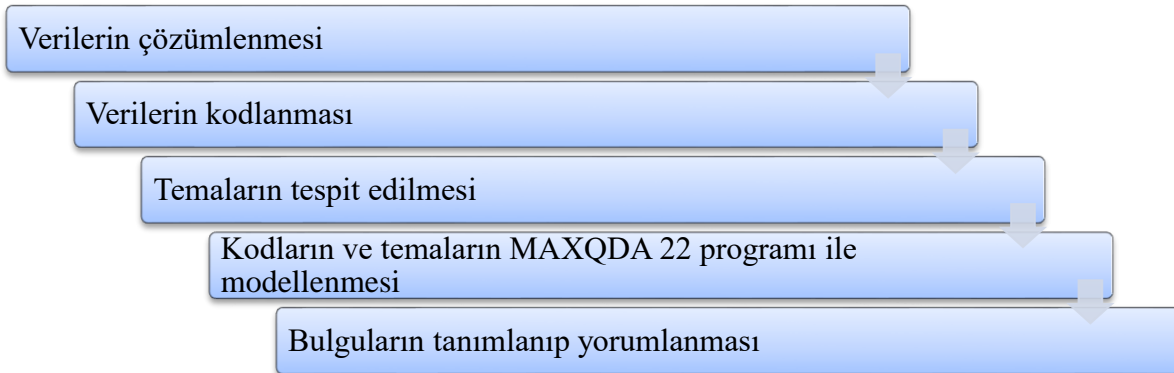 Verilerin çözümlenmesi
Verilerin kodlanması
Temaların tespit edilmesi
Kodların ve temaların MAXQDA 22 programı ile
modellenmesi
Bulguların tanımlanıp yorumlanması